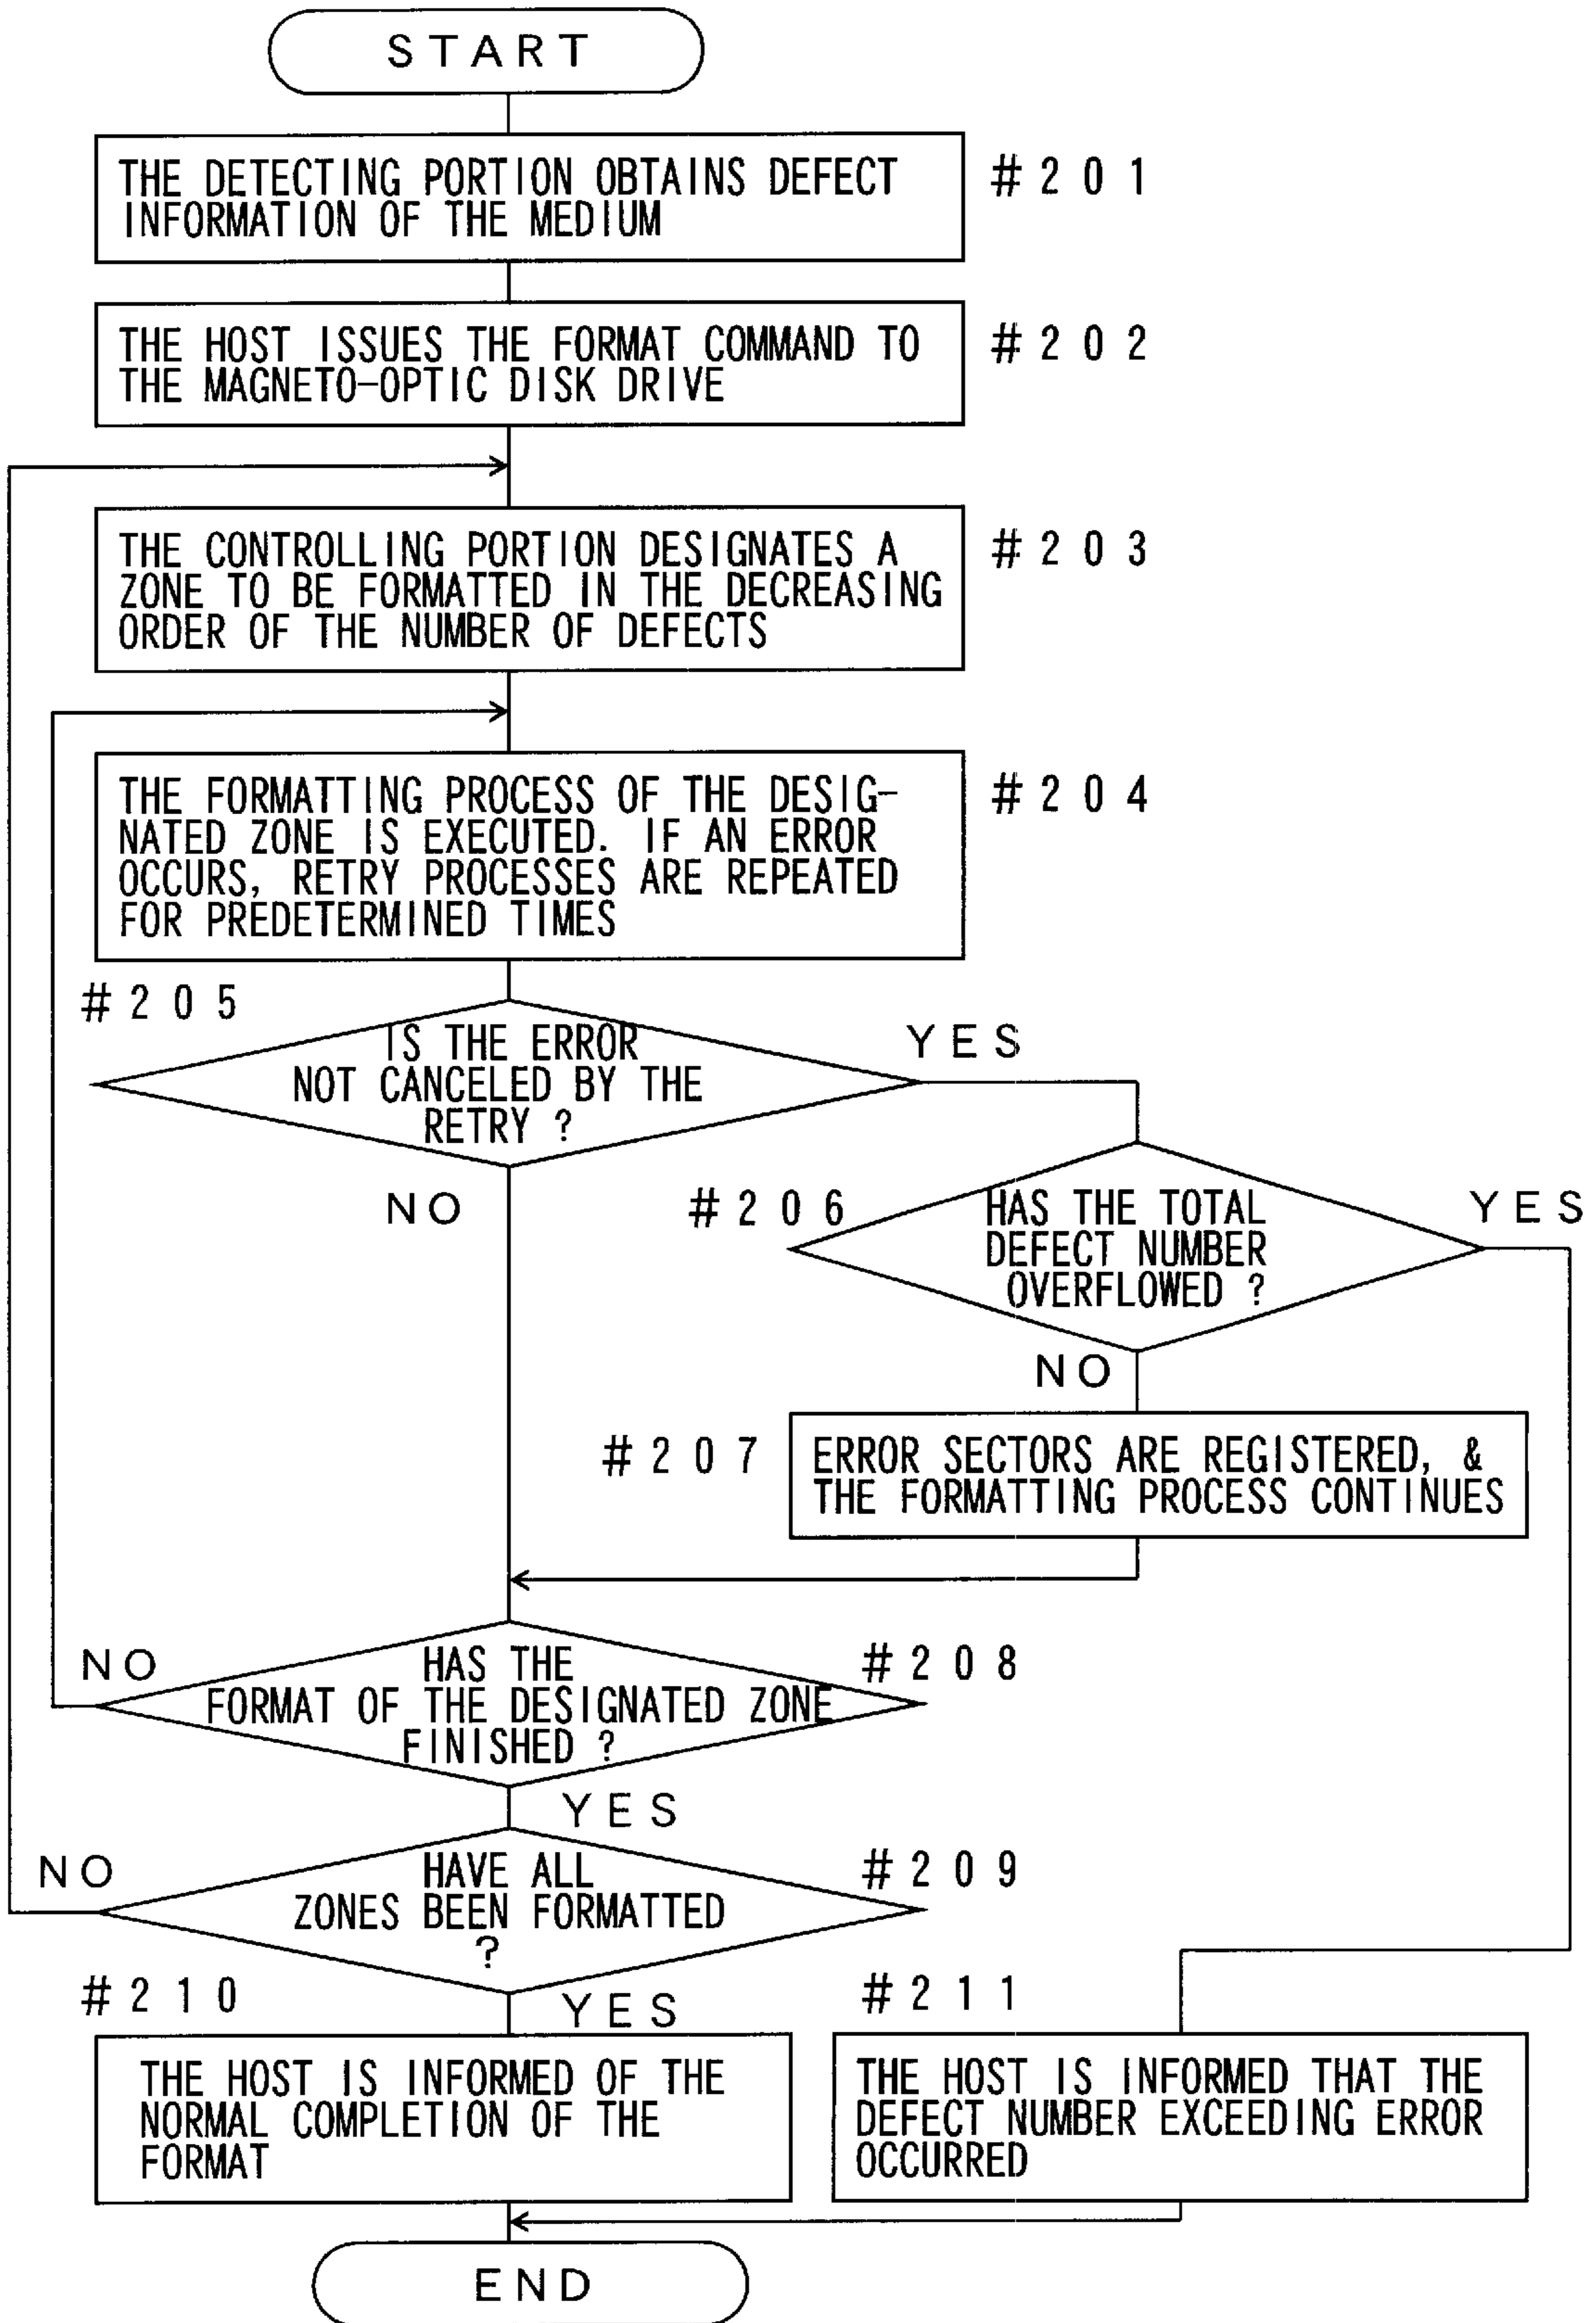 START
THE DETECTING PORTION OBTAINS DEFECT
INFORMATION OF THE MEDIUM
#201
THE HOST ISSUES THE FORMAT COMMAND TO
THE MAGNETO-OPTIC DISK DRIVE
#202
THE CONTROLLING PORTION DESIGNATES A
ZONE TO BE FORMATTED IN THE DECREASING
ORDER OF THE NUMBER OF DEFECTS
#203
THE FORMATTING PROCESS OF THE DESIG-
NATED ZONE IS EXECUTED. IF AN ERROR
OCCURS, RETRY PROCESSES ARE REPEATED
FOR PREDETERMINED TIMES
#204
#205
IS THE ERROR
NOT CANCELED BY THE
RETRY ?
YES
NO
#206
HAS THE TOTAL
DEFECT NUMBER
OVERFLOWED ?
YES
NO
#207
ERROR SECTORS ARE REGISTERED, &
THE FORMATTING PROCESS CONTINUES
NO
HAS THE
FORMAT OF THE DESIGNATED ZONE
FINISHED ?
#208
YES
NO
HAVE ALL
ZONES BEEN FORMATTED
?
#209
#210
YES
#211
THE HOST IS INFORMED OF THE
NORMAL COMPLETION OF THE
FORMAT
THE HOST IS INFORMED THAT THE
DEFECT NUMBER EXCEEDING ERROR
OCCURRED
END